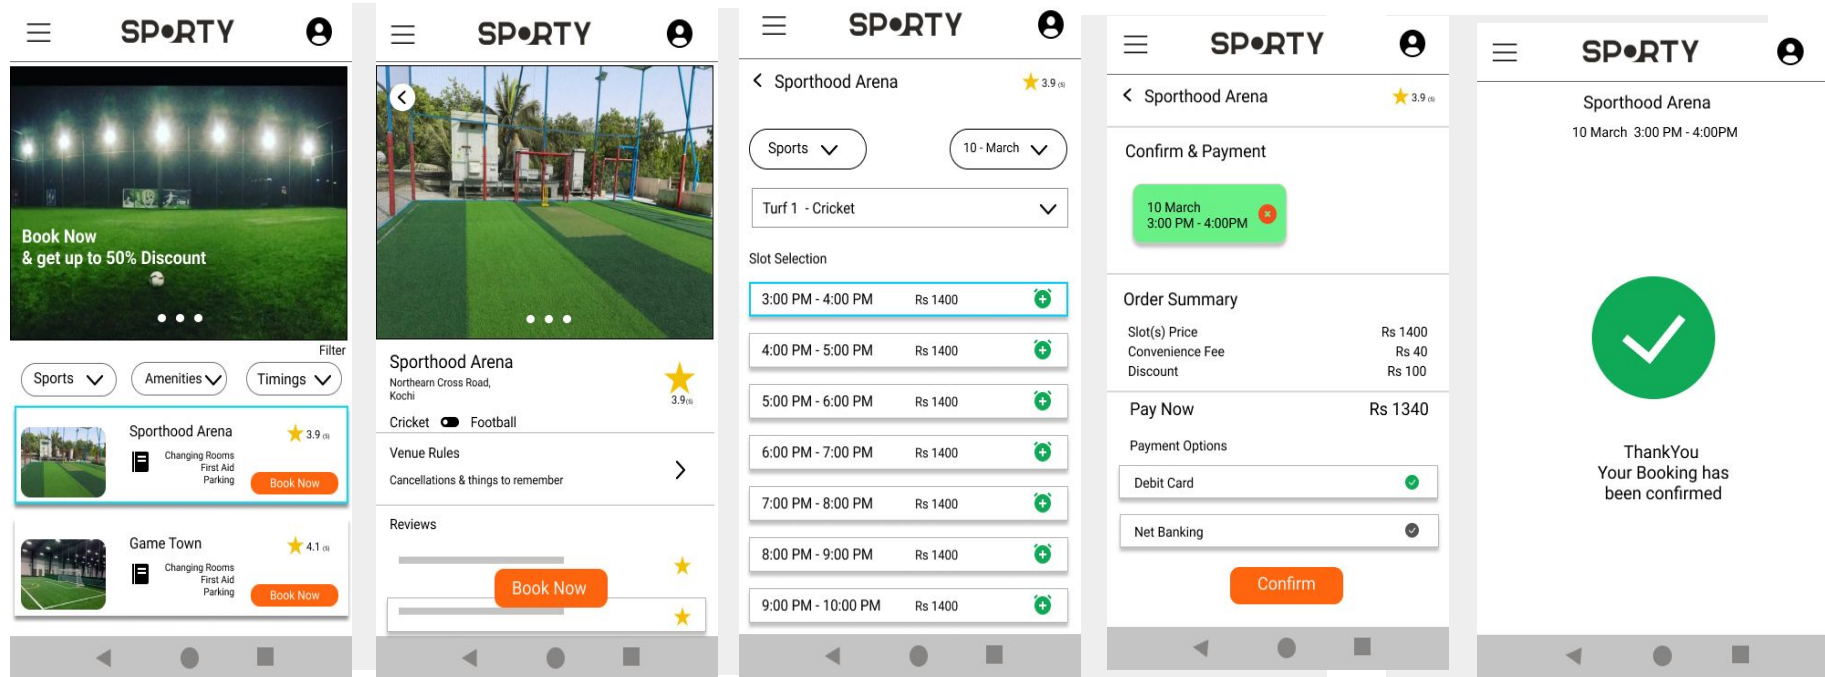 SPORTY
Book Now
& get up to 50% Discount
Filter
Sports
Amenities
Timings
Sporthood Arena
3.9 (5)
Changing Rooms
First Aid
Parking
Book Now
Game Town
4.1 (5)
Changing Rooms
First Aid
Parking
Book Now
SPORTY
Sporthood Arena
Northearn Cross Road,
Kochi
3.9(5)
Cricket Football
Venue Rules
Cancellations & things to remember
Reviews
Book Now
SPORTY
Sporthood Arena
3.9 (5)
Sports
10 - March
Turf 1 - Cricket
Slot Selection
3:00 PM - 4:00 PM Rs 1400
4:00 PM - 5:00 PM Rs 1400
5:00 PM - 6:00 PM Rs 1400
6:00 PM - 7:00 PM Rs 1400
7:00 PM - 8:00 PM Rs 1400
8:00 PM - 9:00 PM Rs 1400
9:00 PM - 10:00 PM Rs 1400
SPORTY
Sporthood Arena
3.9 (5)
Confirm & Payment
10 March
3:00 PM - 4:00PM
Order Summary
Slot(s) Price Rs 1400
Convenience Fee Rs 40
Discount Rs 100
Pay Now Rs 1340
Payment Options
Debit Card
Net Banking
Confirm
SPORTY
Sporthood Arena
10 March 3:00 PM - 4:00PM
ThankYou
Your Booking has
been confirmed